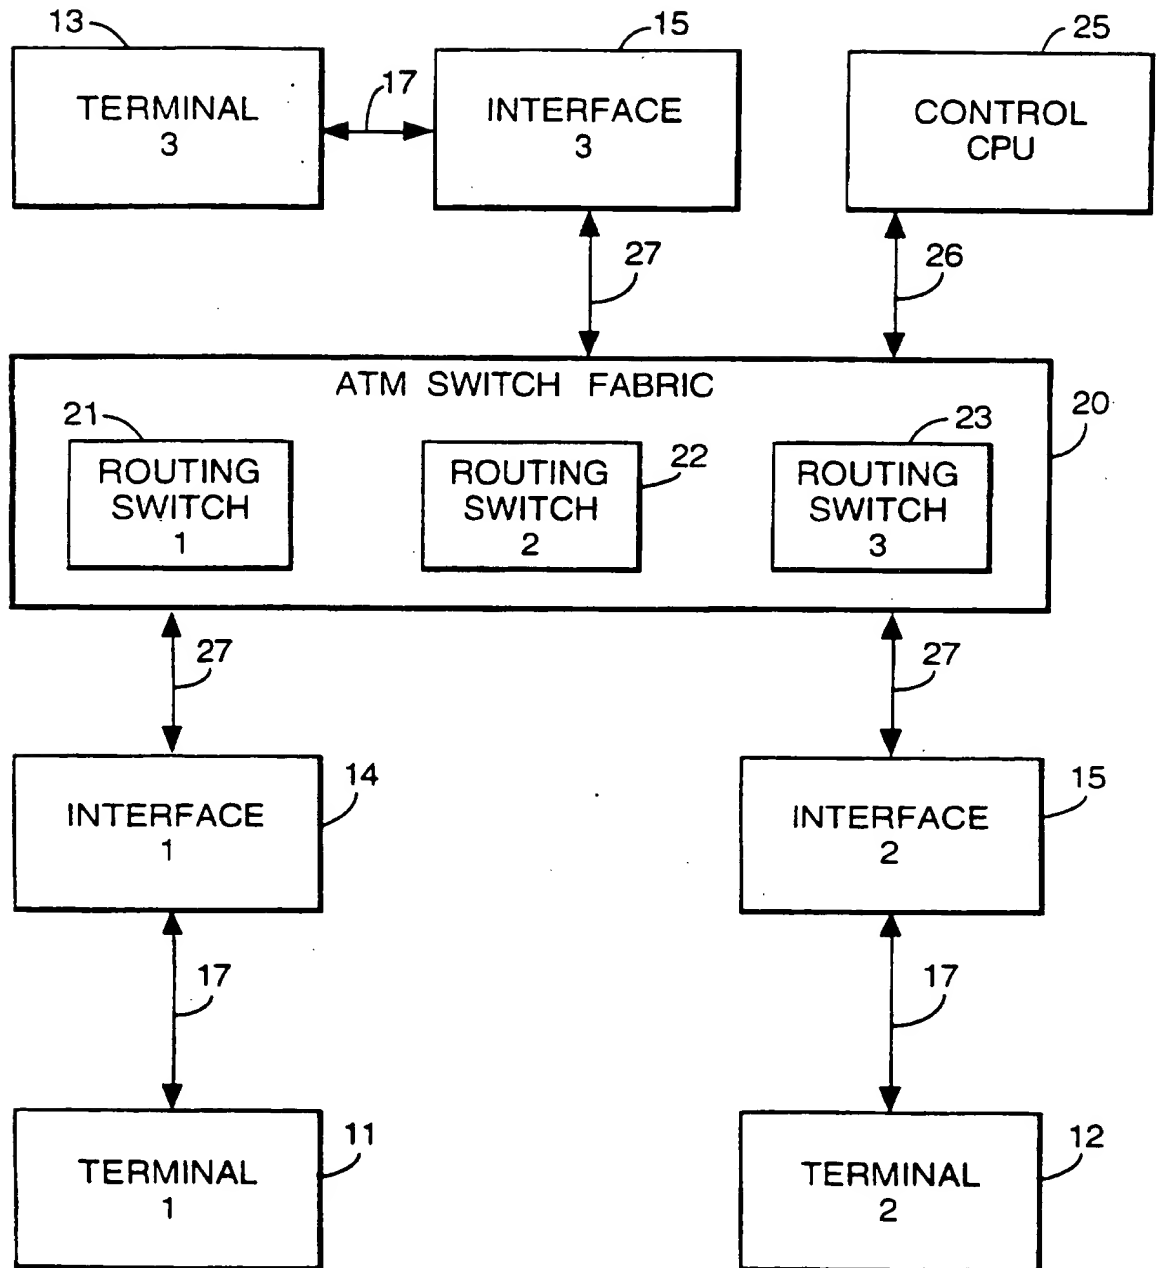 13
TERMINAL
3
17
15
INTERFACE
3
25
CONTROL
CPU
27
26
ATM SWITCH FABRIC
20
21
ROUTING
SWITCH
1
22
ROUTING
SWITCH
2
23
ROUTING
SWITCH
3
27
27
14
INTERFACE
1
15
INTERFACE
2
17
17
11
TERMINAL
1
12
TERMINAL
2